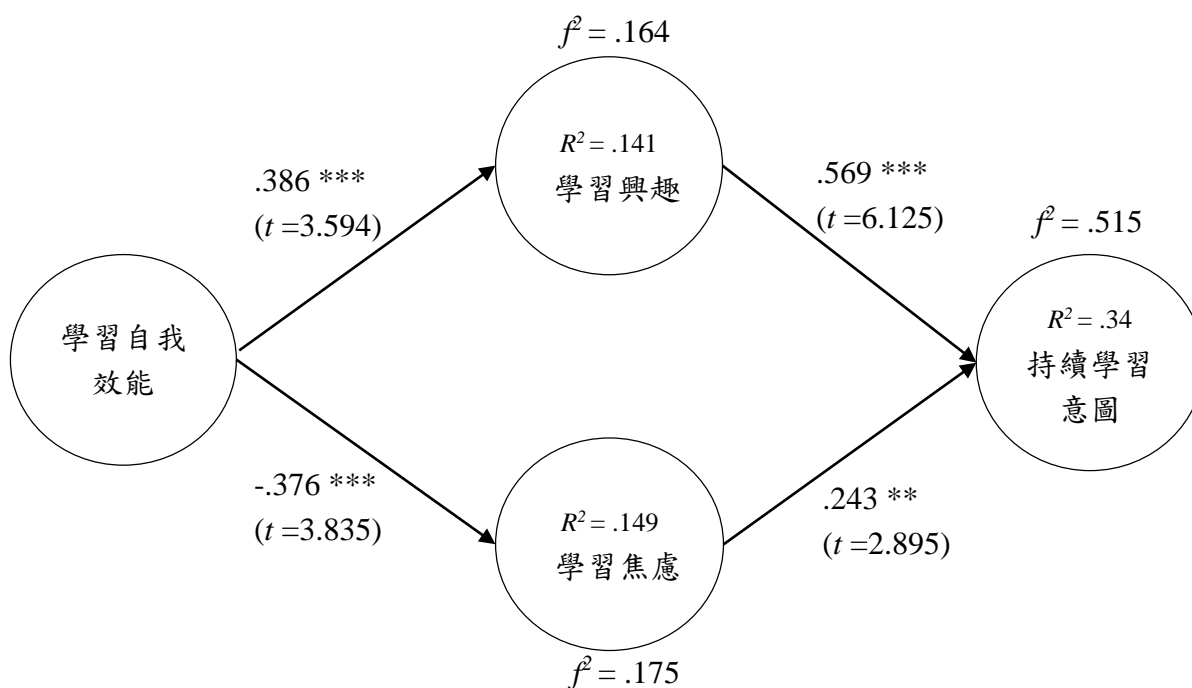 f² = .164
R² = .141
學習興趣
.386 ***
(t =3.594)
.569 ***
(t =6.125)
f² = .515
學習自我
效能
R² = .34
持續學習
意圖
-.376 ***
(t =3.835)
R² = .149
學習焦慮
.243 **
(t =2.895)
f² = .175